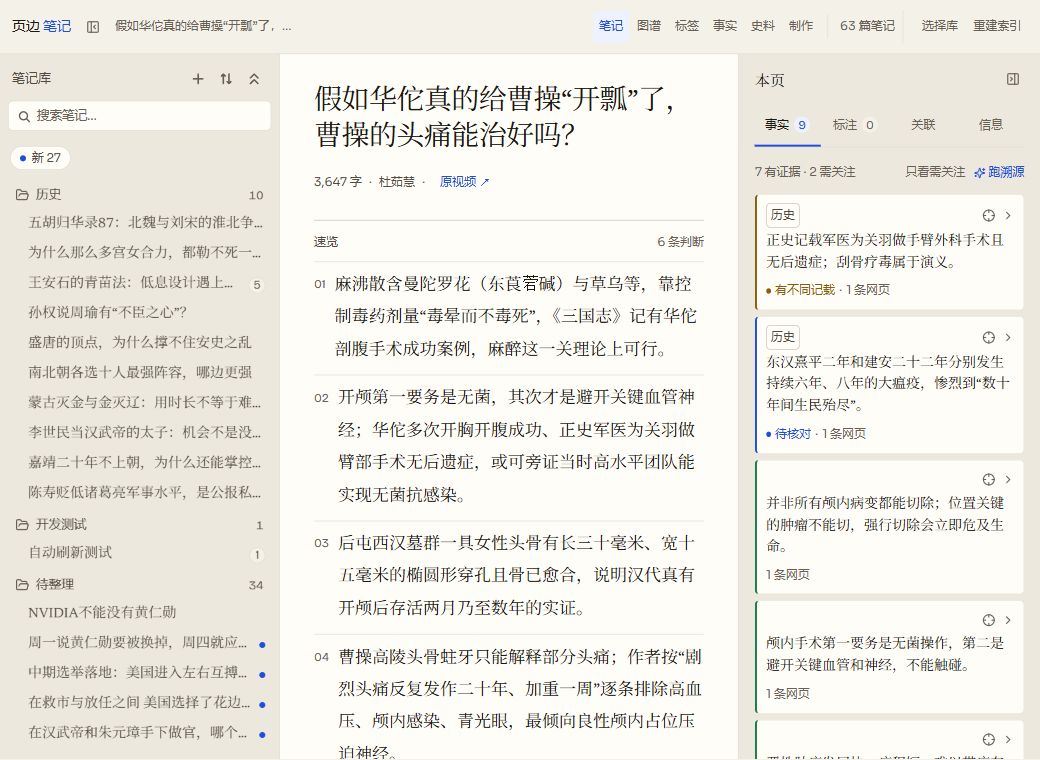 页边 笔记
假如华佗真的给曹操“开瓢”了，...
笔记 图谱 标签 事实 史料 制作 63 篇笔记 选择库 重建索引
笔记库
搜索笔记...
新 27
历史 10
五胡归华录87：北魏与刘宋的淮北争...
为什么那么多宫女合力，都勒不死一...
王安石的青苗法：低息设计遇上... 5
孙权说周瑜有“不臣之心”？
盛唐的顶点，为什么撑不住安史之乱
南北朝各选十人最强阵容，哪边更强
蒙古灭金与金灭辽：用时长不等于难...
李世民当汉武帝的太子：机会不是没...
嘉靖二十年不上朝，为什么还能掌控...
陈寿贬低诸葛亮军事水平，是公报私...
开发测试 1
自动刷新测试 1
待整理 34
NVIDIA不能没有黄仁勋
周一说黄仁勋要被换掉，周四就应...
中期选举落地：美国进入左右互搏...
在救市与放任之间 美国选择了花边...
在汉武帝和朱元璋手下做官，哪个...
假如华佗真的给曹操“开瓢”了，
曹操的头痛能治好吗？
3,647 字 · 杜茹慧 · 原视频 ↗
速览 6 条判断
01 麻沸散含曼陀罗花（东莨菪碱）与草乌等，靠控
制毒药剂量“毒晕而不毒死”，《三国志》记有华佗
剖腹手术成功案例，麻醉这一关理论上可行。
02 开颅第一要务是无菌，其次才是避开关键血管神
经；华佗多次开胸开腹成功、正史军医为关羽做
臂部手术无后遗症，或可旁证当时高水平团队能
实现无菌抗感染。
03 后屯西汉墓群一具女性头骨有长三十毫米、宽十
五毫米的椭圆形穿孔且骨已愈合，说明汉代真有
开颅后存活两月乃至数年的实证。
04 曹操高陵头骨蛀牙只能解释部分头痛；作者按“剧
烈头痛反复发作二十年、加重一周”逐条排除高血
压、颅内感染、青光眼，最倾向良性颅内占位压
迫神经。
本页
事实 9 标注 0 关联 信息
7 有证据 · 2 需关注 只看需关注 跑溯源
历史
正史记载军医为关羽做手臂外科手术且
无后遗症；刮骨疗毒属于演义。
有不同记载 · 1 条网页
历史
东汉熹平二年和建安二十二年分别发生
持续六年、八年的大瘟疫，惨烈到“数十
年间生民殆尽”。
待核对 · 1 条网页
并非所有颅内病变都能切除；位置关键
的肿瘤不能切，强行切除会立即危及生
命。
1 条网页
颅内手术第一要务是无菌操作，第二是
避开关键血管和神经，不能触碰。
1 条网页